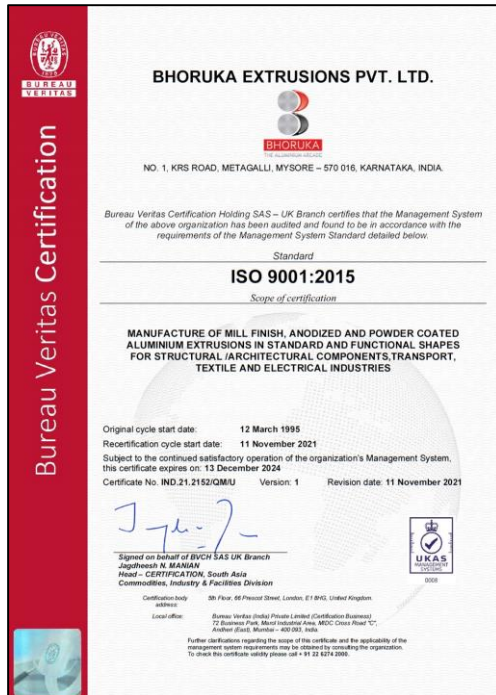 BUREAU
VERITAS
Bureau Veritas Certification
BHORUKA EXTRUSIONS PVT. LTD.
BHORUKA
THE ALUMINIUM ARCADE
NO. 1, KRS ROAD, METAGALLI, MYSORE – 570 016, KARNATAKA, INDIA.
Bureau Veritas Certification Holding SAS – UK Branch certifies that the Management System
of the above organization has been audited and found to be in accordance with the
requirements of the Management System Standard detailed below.
Standard
ISO 9001:2015
Scope of certification
MANUFACTURE OF MILL FINISH, ANODIZED AND POWDER COATED
ALUMINIUM EXTRUSIONS IN STANDARD AND FUNCTIONAL SHAPES
FOR STRUCTURAL /ARCHITECTURAL COMPONENTS,TRANSPORT,
TEXTILE AND ELECTRICAL INDUSTRIES
Original cycle start date: 12 March 1995
Recertification cycle start date: 11 November 2021
Subject to the continued satisfactory operation of the organization's Management System,
this certificate expires on: 13 December 2024
Certificate No. IND.21.2152/QM/U Version: 1 Revision date: 11 November 2021
Signed on behalf of BVCH SAS UK Branch
Jagdheesh N. MANIAN
Head – CERTIFICATION, South Asia
Commodities, Industry & Facilities Division
UKAS
MANAGEMENT
SYSTEMS
0008
Certification body
address: 5th Floor, 66 Prescot Street, London, E1 8HG, United Kingdom.
Local office: Bureau Veritas (India) Private Limited (Certification Business)
72 Business Park, Marol Industrial Area, MIDC Cross Road "C",
Andheri (East), Mumbai – 400 093, India.
Further clarifications regarding the scope of this certificate and the applicability of the
management system requirements may be obtained by consulting the organization.
To check this certificate validity please call + 91 22 6274 2000.